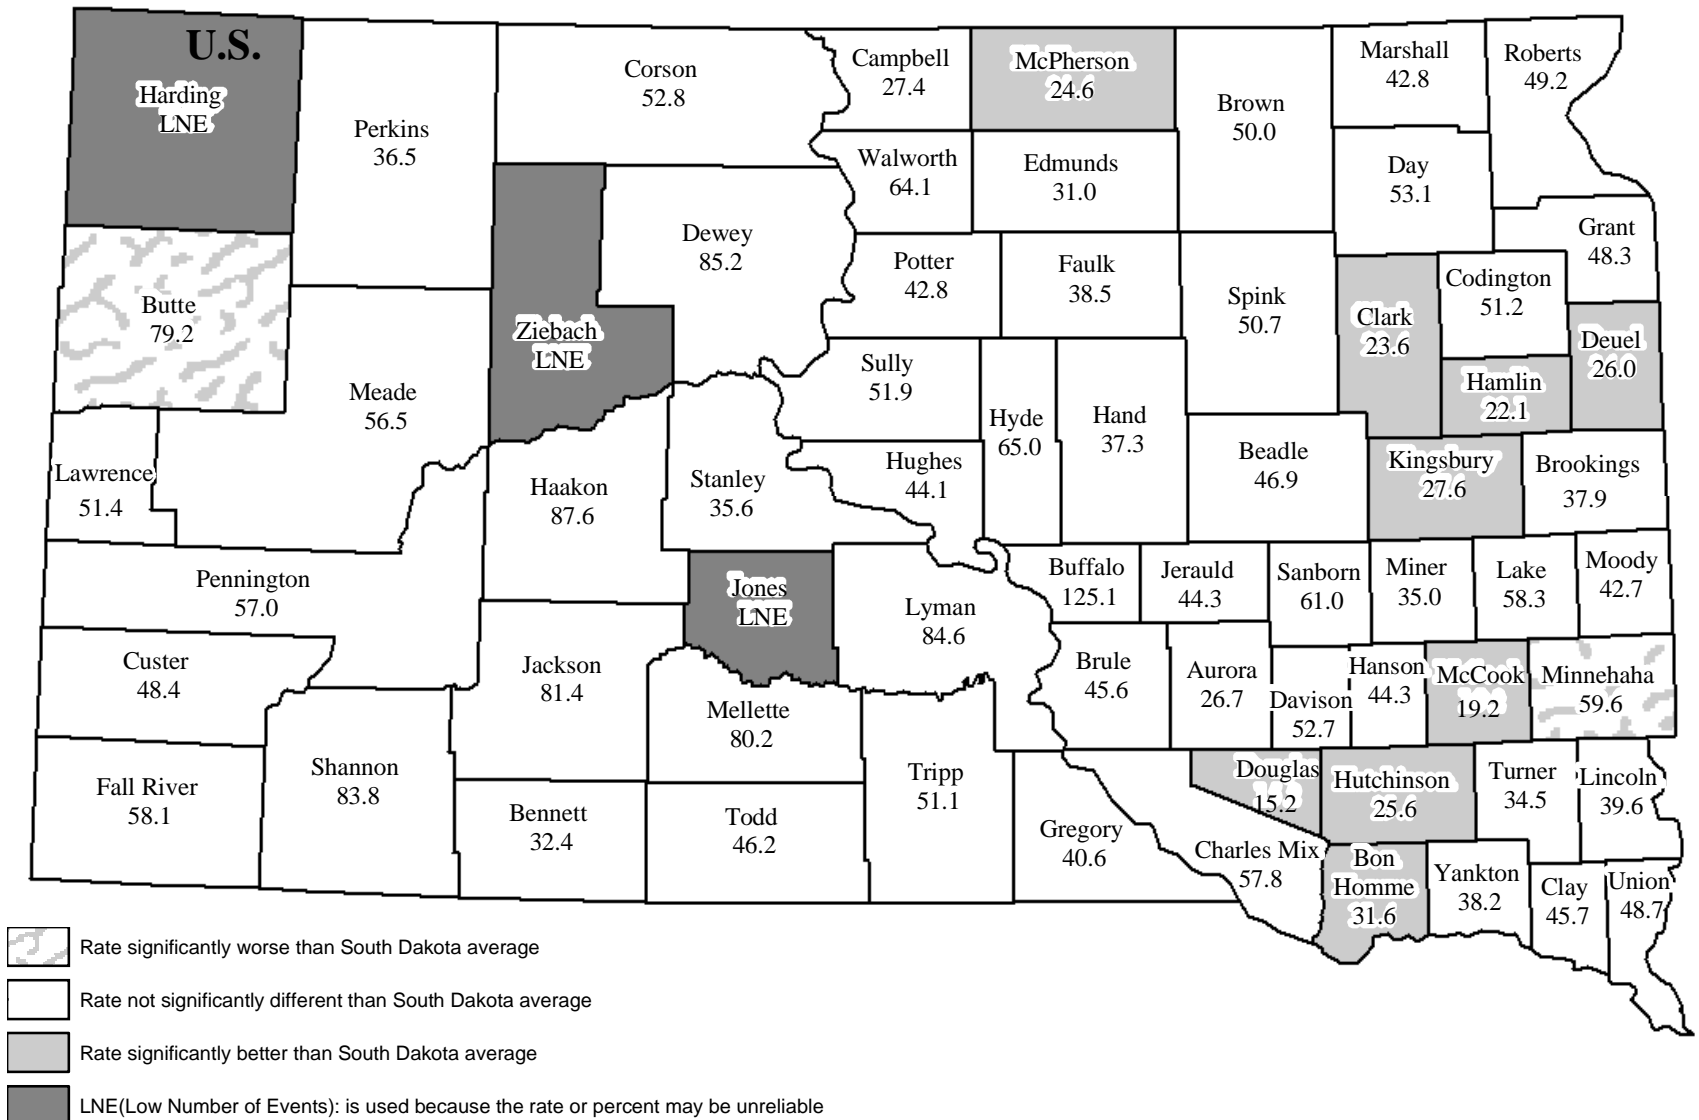 U.S.
Harding
LNE
Perkins
36.5
Corson
52.8
Campbell
27.4
McPherson
24.6
Brown
50.0
Marshall
42.8
Roberts
49.2
Walworth
64.1
Edmunds
31.0
Day
53.1
Grant
48.3
Butte
79.2
Ziebach
LNE
Dewey
85.2
Potter
42.8
Faulk
38.5
Spink
50.7
Clark
23.6
Codington
51.2
Deuel
26.0
Hamlin
22.1
Meade
56.5
Sully
51.9
Hyde
65.0
Hand
37.3
Beadle
46.9
Kingsbury
27.6
Brookings
37.9
Lawrence
51.4
Haakon
87.6
Stanley
35.6
Hughes
44.1
Pennington
57.0
Jones
LNE
Lyman
84.6
Buffalo
125.1
Jerauld
44.3
Sanborn
61.0
Miner
35.0
Lake
58.3
Moody
42.7
Custer
48.4
Jackson
81.4
Mellette
80.2
Brule
45.6
Aurora
26.7
Davison
52.7
Hanson
44.3
McCook
19.2
Minnehaha
59.6
Fall River
58.1
Shannon
83.8
Bennett
32.4
Todd
46.2
Tripp
51.1
Gregory
40.6
Charles Mix
57.8
Douglas
15.2
Hutchinson
25.6
Turner
34.5
Lincoln
39.6
Bon
Homme
31.6
Yankton
38.2
Clay
45.7
Union
48.7
Rate significantly worse than South Dakota average
Rate not significantly different than South Dakota average
Rate significantly better than South Dakota average
LNE(Low Number of Events): is used because the rate or percent may be unreliable